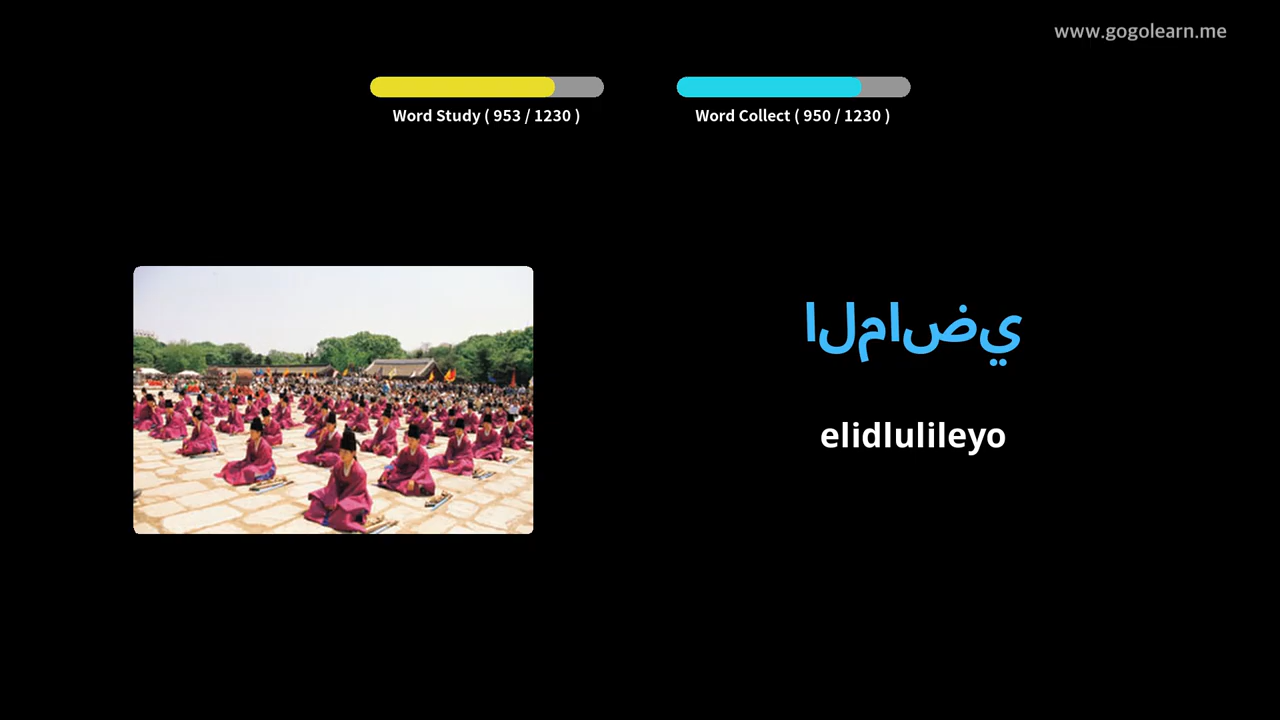 www.gogolearn.me
Word Study ( 953 / 1230 )
Word Collect ( 950 / 1230 )
الماضي
elidlulileyo